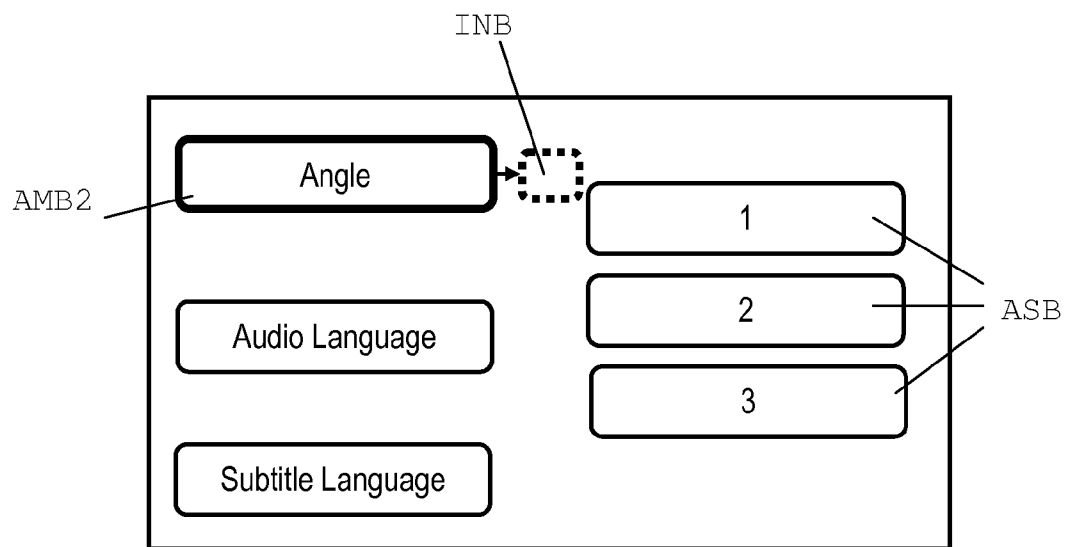 INB
Angle
AMB2
1
2
ASB
Audio Language
3
Subtitle Language